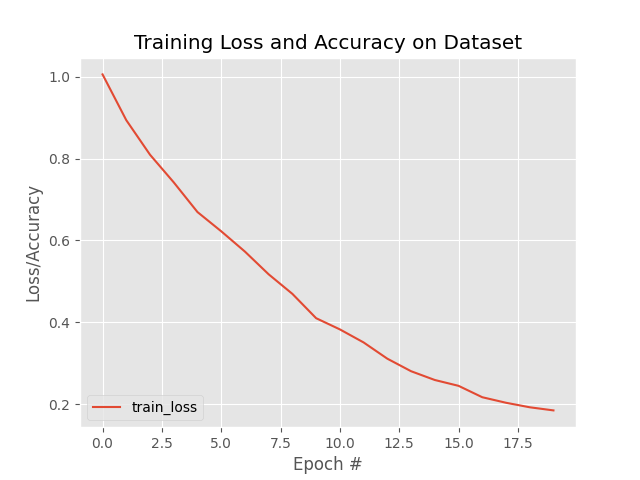 Training Loss and Accuracy on Dataset
Loss/Accuracy
1.0
0.8
0.6
0.4
0.2
train_loss
0.0 2.5 5.0 7.5 10.0 12.5 15.0 17.5
Epoch #